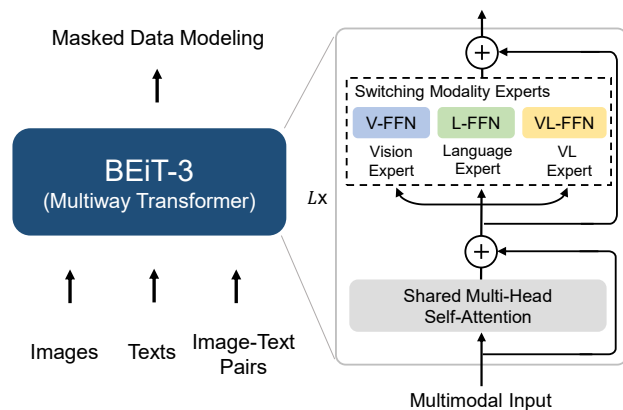 Masked Data Modeling
BEiT-3
(Multiway Transformer)
Images
Texts
Image-Text
Pairs
Lx
+
Switching Modality Experts
V-FFN
L-FFN
VL-FFN
Vision
Expert
Language
Expert
VL
Expert
+
Shared Multi-Head
Self-Attention
Multimodal Input